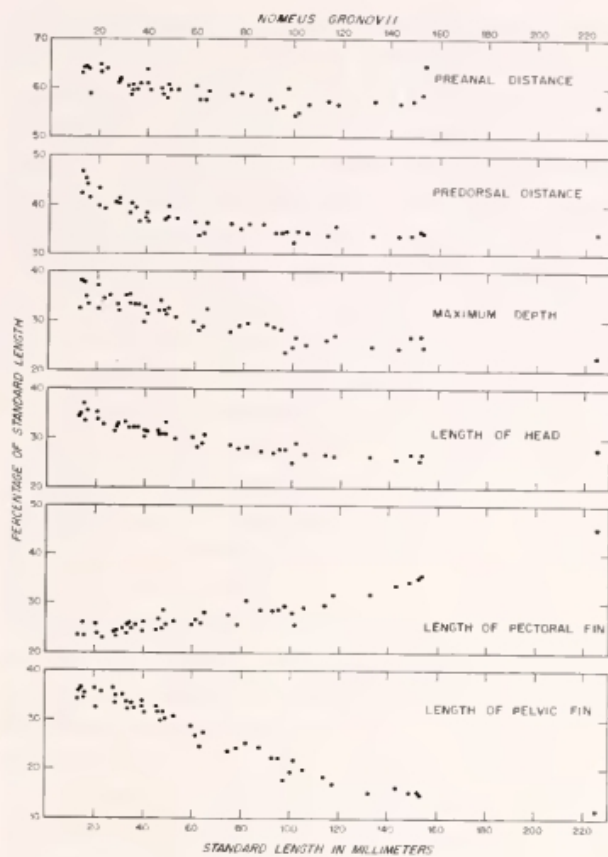 NOMEUS GRONOVII
20 40 60 80 100 120 140 160 180 200 220
70
60
50
PREANAL DISTANCE
50
40
30
PREDORSAL DISTANCE
40
30
20
MAXIMUM DEPTH
40
30
20
LENGTH OF HEAD
50
40
30
20
LENGTH OF PECTORAL FIN
40
30
20
10
LENGTH OF PELVIC FIN
20 40 60 80 100 120 140 160 180 200 220
STANDARD LENGTH IN MILLIMETERS
PERCENTAGE OF STANDARD LENGTH